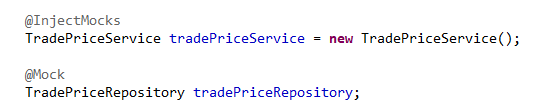 @InjectMocks
TradePriceService tradePriceService = new TradePriceService();
@Mock
TradePriceRepository tradePriceRepository;